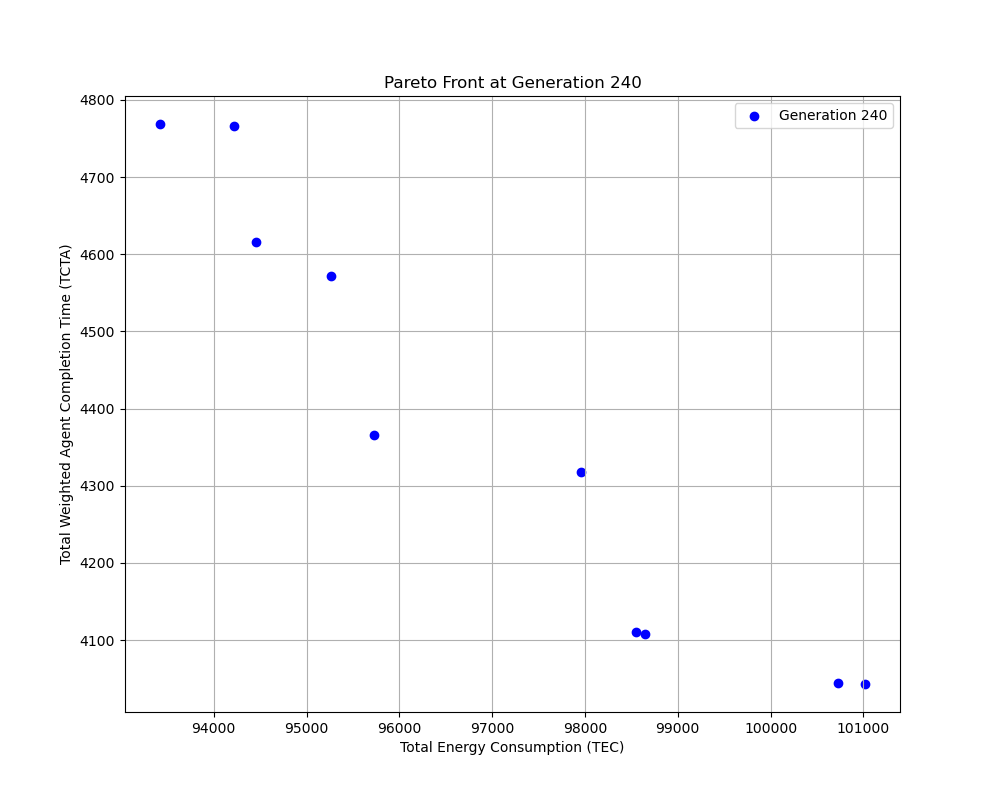 Pareto Front at Generation 240
Generation 240
Total Weighted Agent Completion Time (TCTA)
4800
4700
4600
4500
4400
4300
4200
4100
94000 95000 96000 97000 98000 99000 100000 101000
Total Energy Consumption (TEC)